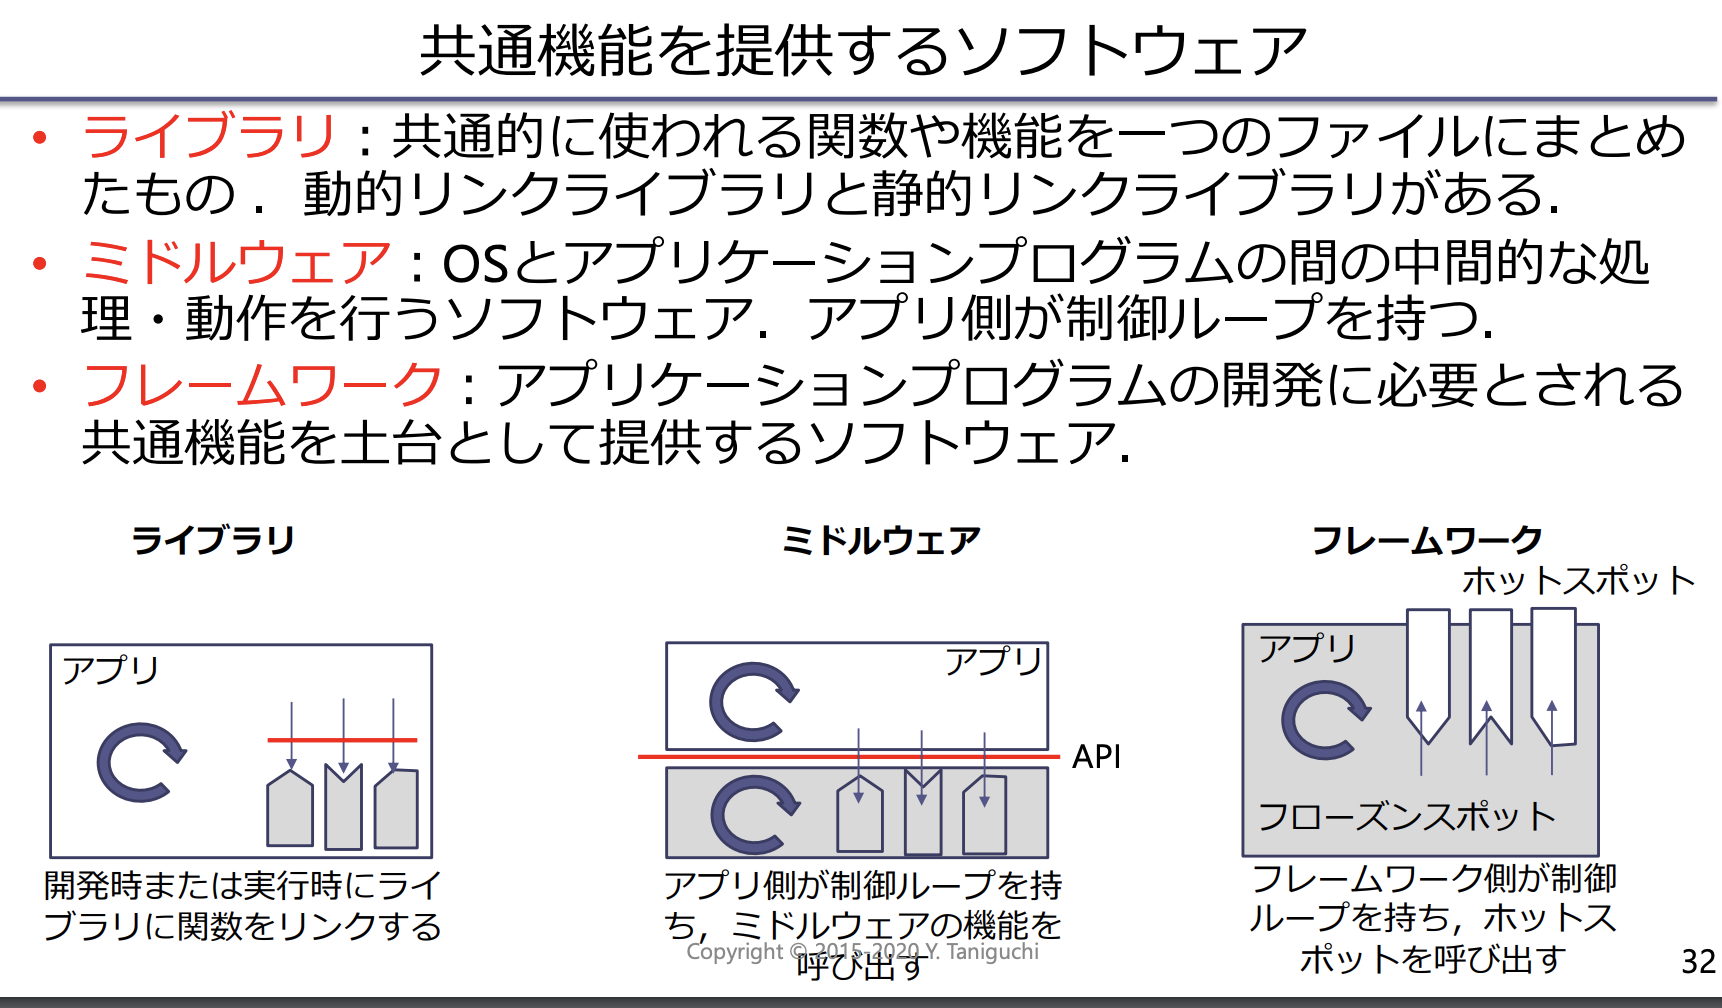 共通機能を提供するソフトウェア
• ライブラリ：共通的に使われる関数や機能を一つのファイルにまとめ
たもの． 動的リンクライブラリと静的リンクライブラリがある．
• ミドルウェア：OSとアプリケーションプログラムの間の中間的な処
理・動作を行うソフトウェア．アプリ側が制御ループを持つ．
• フレームワーク：アプリケーションプログラムの開発に必要とされる
共通機能を土台として提供するソフトウェア．
ライブラリ
アプリ
開発時または実行時にライ
ブラリに関数をリンクする
ミドルウェア
アプリ
API
アプリ側が制御ループを持
ち，ミドルウェアの機能を
呼び出す
フレームワーク
ホットスポット
アプリ
フローズンスポット
フレームワーク側が制御
ループを持ち，ホットス
ポットを呼び出す
Copyright © 2015-2020 Y. Taniguchi
32